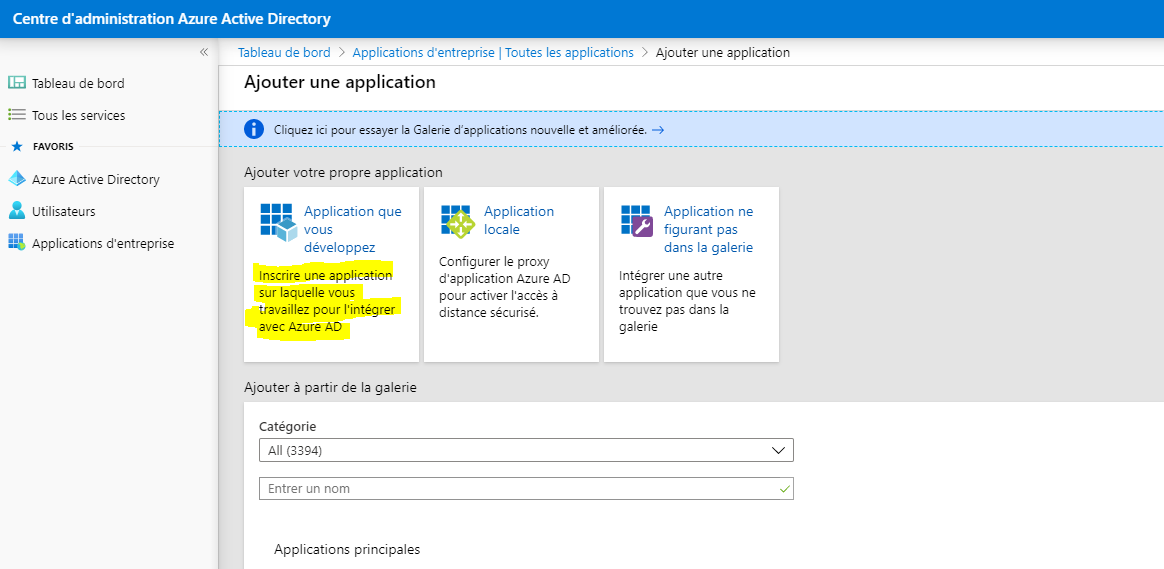 Centre d'administration Azure Active Directory
«
Tableau de bord
Tous les services
FAVORIS
Azure Active Directory
Utilisateurs
Applications d'entreprise
Tableau de bord > Applications d'entreprise | Toutes les applications > Ajouter une application
Ajouter une application
Cliquez ici pour essayer la Galerie d'applications nouvelle et améliorée. →
Ajouter votre propre application
Application que
vous
développez
Inscrire une application
sur laquelle vous
travaillez pour l'intégrer
avec Azure AD
Application
locale
Configurer le proxy
d'application Azure AD
pour activer l'accès à
distance sécurisé.
Application ne
figurant pas
dans la galerie
Intégrer une autre
application que vous ne
trouvez pas dans la
galerie
Ajouter à partir de la galerie
Catégorie
All (3394)
Entrer un nom
Applications principales